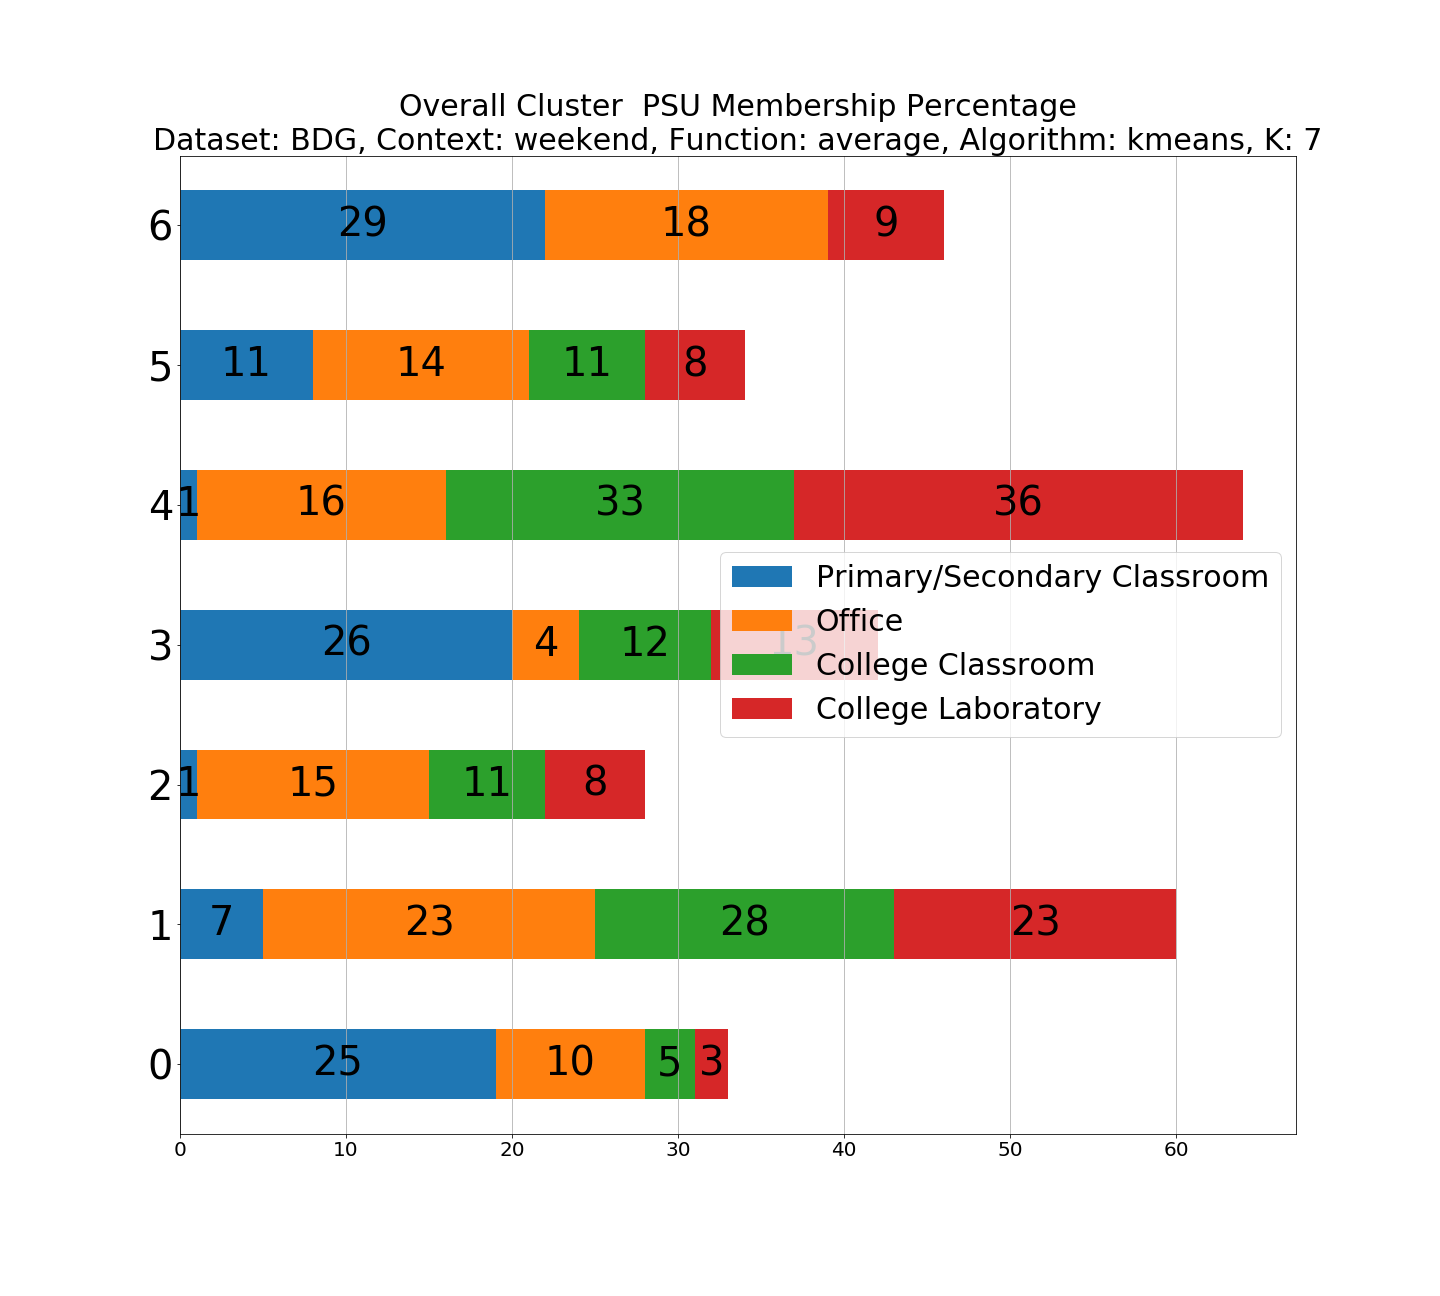 Overall Cluster  PSU Membership Percentage
Dataset: BDG, Context: weekend, Function: average, Algorithm: kmeans, K: 7
6 29 18 9
5 11 14 11 8
4 1 16 33 36
Primary/Secondary Classroom
Office
3 26 4 12 13
College Classroom
College Laboratory
2 1 15 11 8
1 7 23 28 23
0 25 10 5 3
0 10 20 30 40 50 60